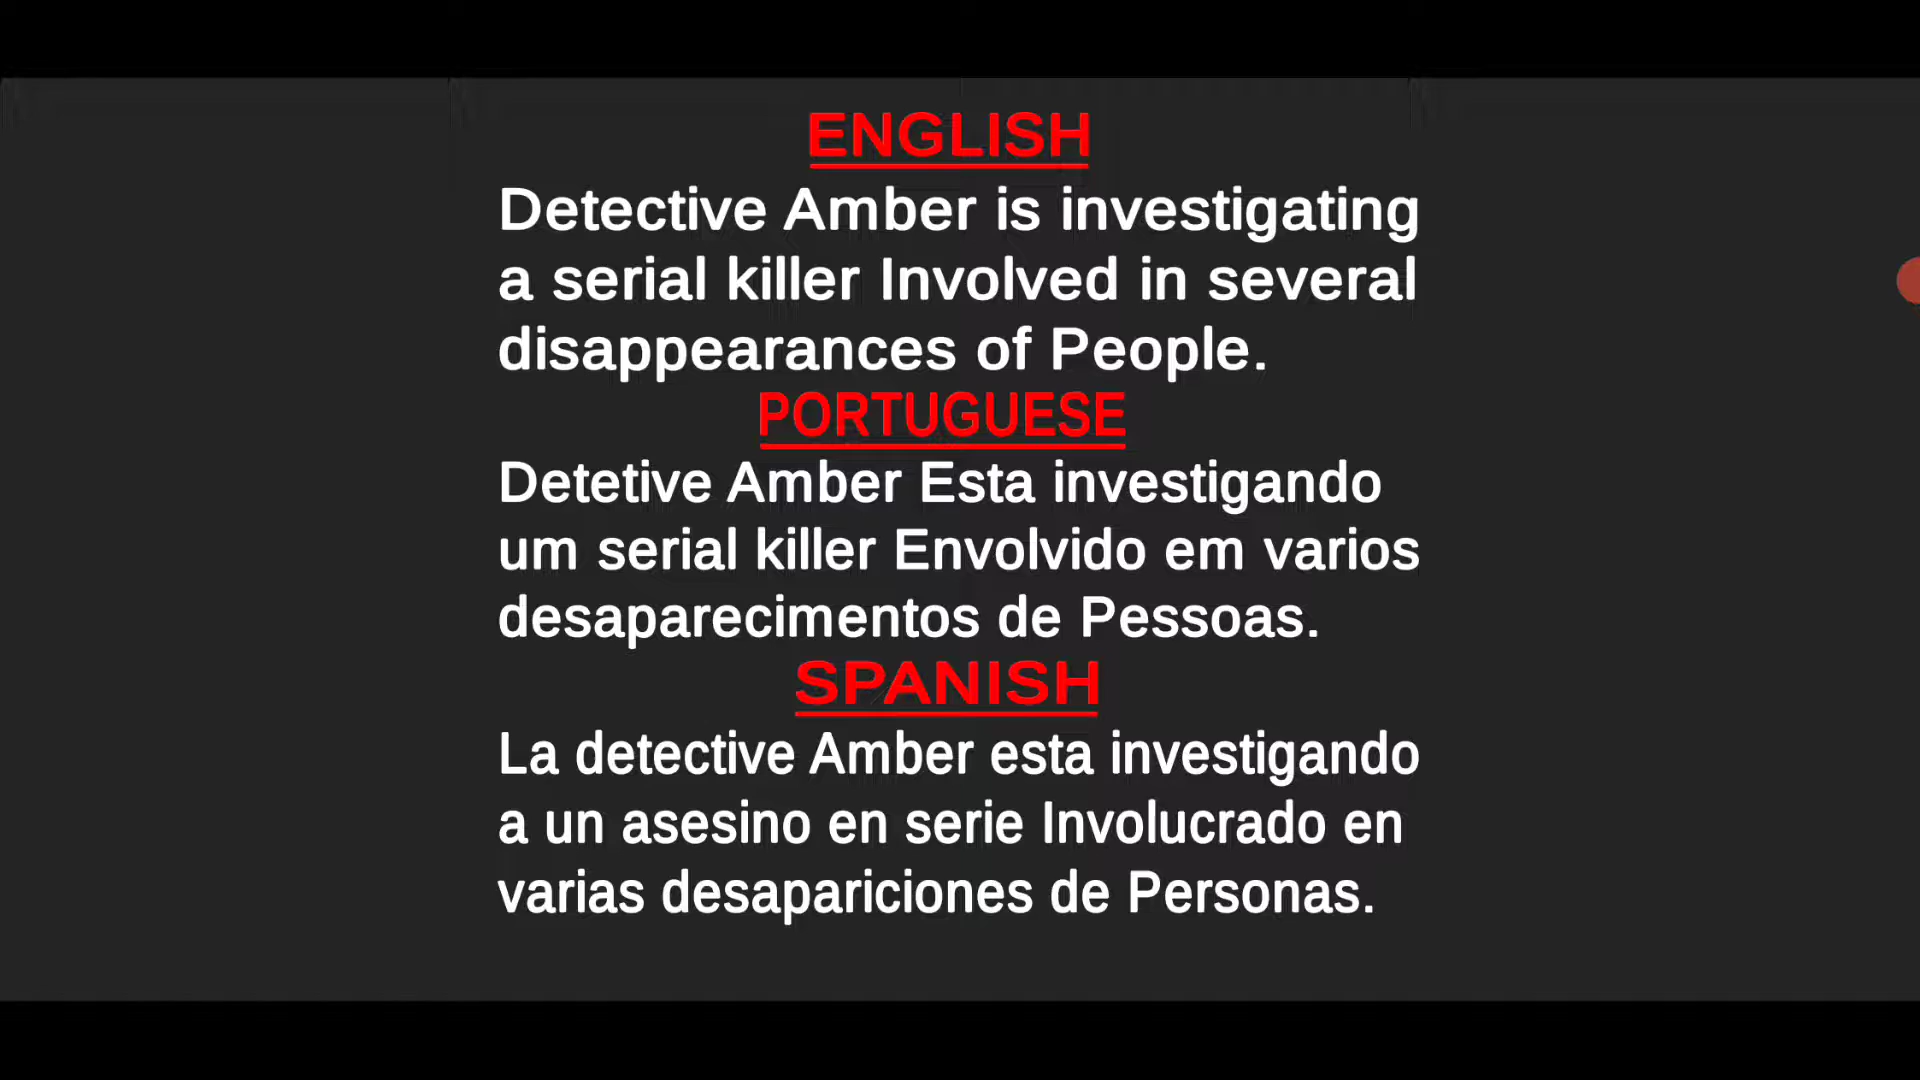 ENGLISH
Detective Amber is investigating
a serial killer Involved in several
disappearances of People.
PORTUGUESE
Detetive Amber Esta investigando
um serial killer Envolvido em varios
desaparecimentos de Pessoas.
SPANISH
La detective Amber esta investigando
a un asesino en serie Involucrado en
varias desapariciones de Personas.